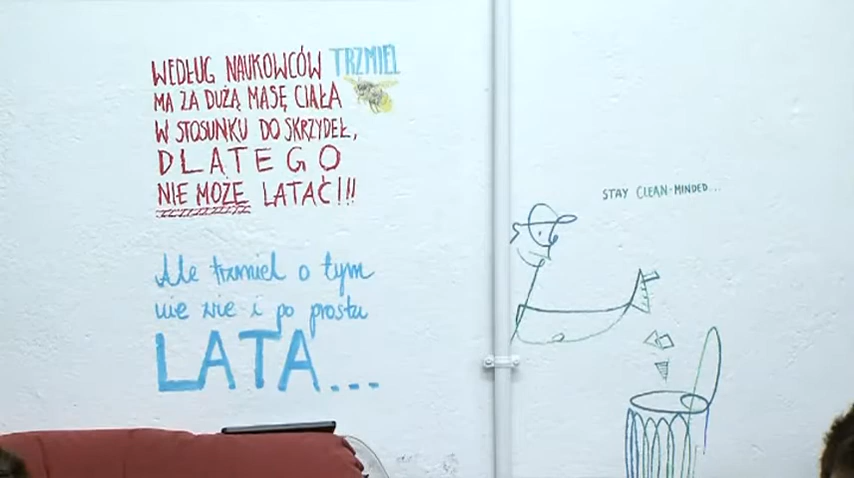 WEDŁUG NAUKOWCÓW TRZMIEL
MA ZA DUŻĄ MASĘ CIAŁA
W STOSUNKU DO SKRZYDEŁ,
DLATEGO
NIE MOŻE LATAĆ!!!
Ale trzmiel o tym
nie wie i po prostu
LATA...
STAY CLEAN-MINDED...